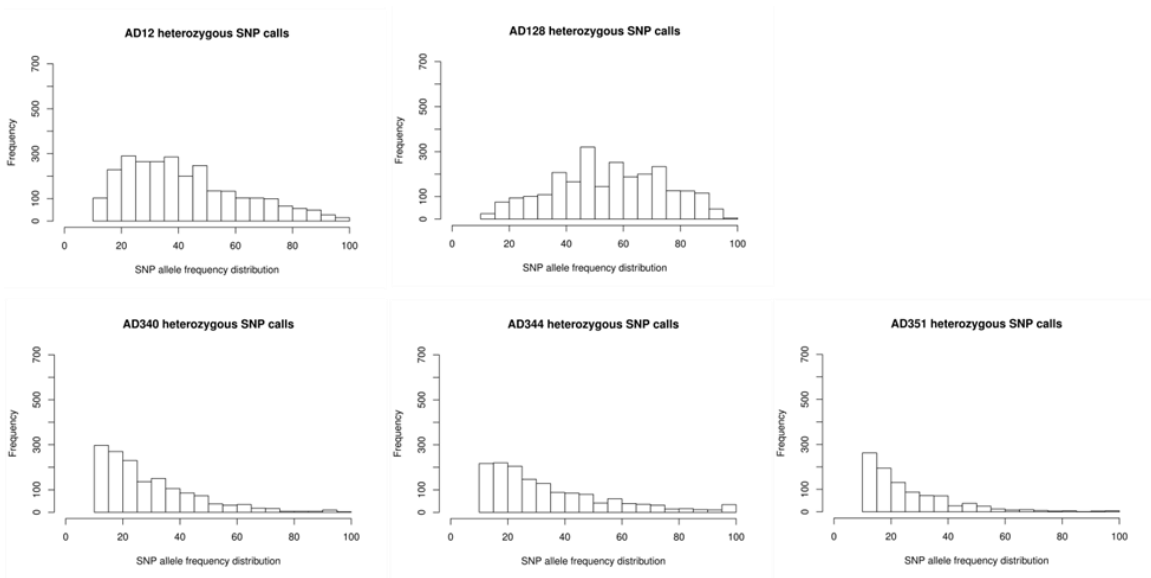 AD12 heterozygous SNP calls
Frequency
700
500
300
100
0
0 20 40 60 80 100
SNP allele frequency distribution
AD128 heterozygous SNP calls
Frequency
700
500
300
100
0
0 20 40 60 80 100
SNP allele frequency distribution
AD340 heterozygous SNP calls
Frequency
700
500
300
100
0
0 20 40 60 80 100
SNP allele frequency distribution
AD344 heterozygous SNP calls
Frequency
700
500
300
100
0
0 20 40 60 80 100
SNP allele frequency distribution
AD351 heterozygous SNP calls
Frequency
700
500
300
100
0
0 20 40 60 80 100
SNP allele frequency distribution